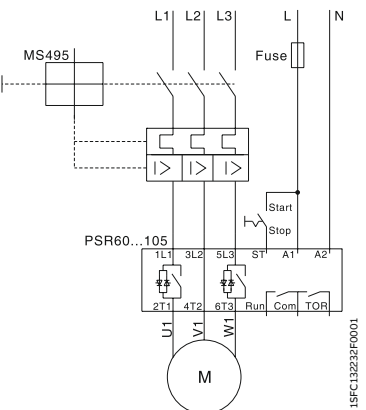 L1 L2 L3 L N
MS495
Fuse
I> I> I>
Start
Stop
PSR60...105
1L1 3L2 5L3 ST A1 A2
2T1 4T2 6T3 Run Com TOR
U1 V1 W1
M
1SFC132232F0001